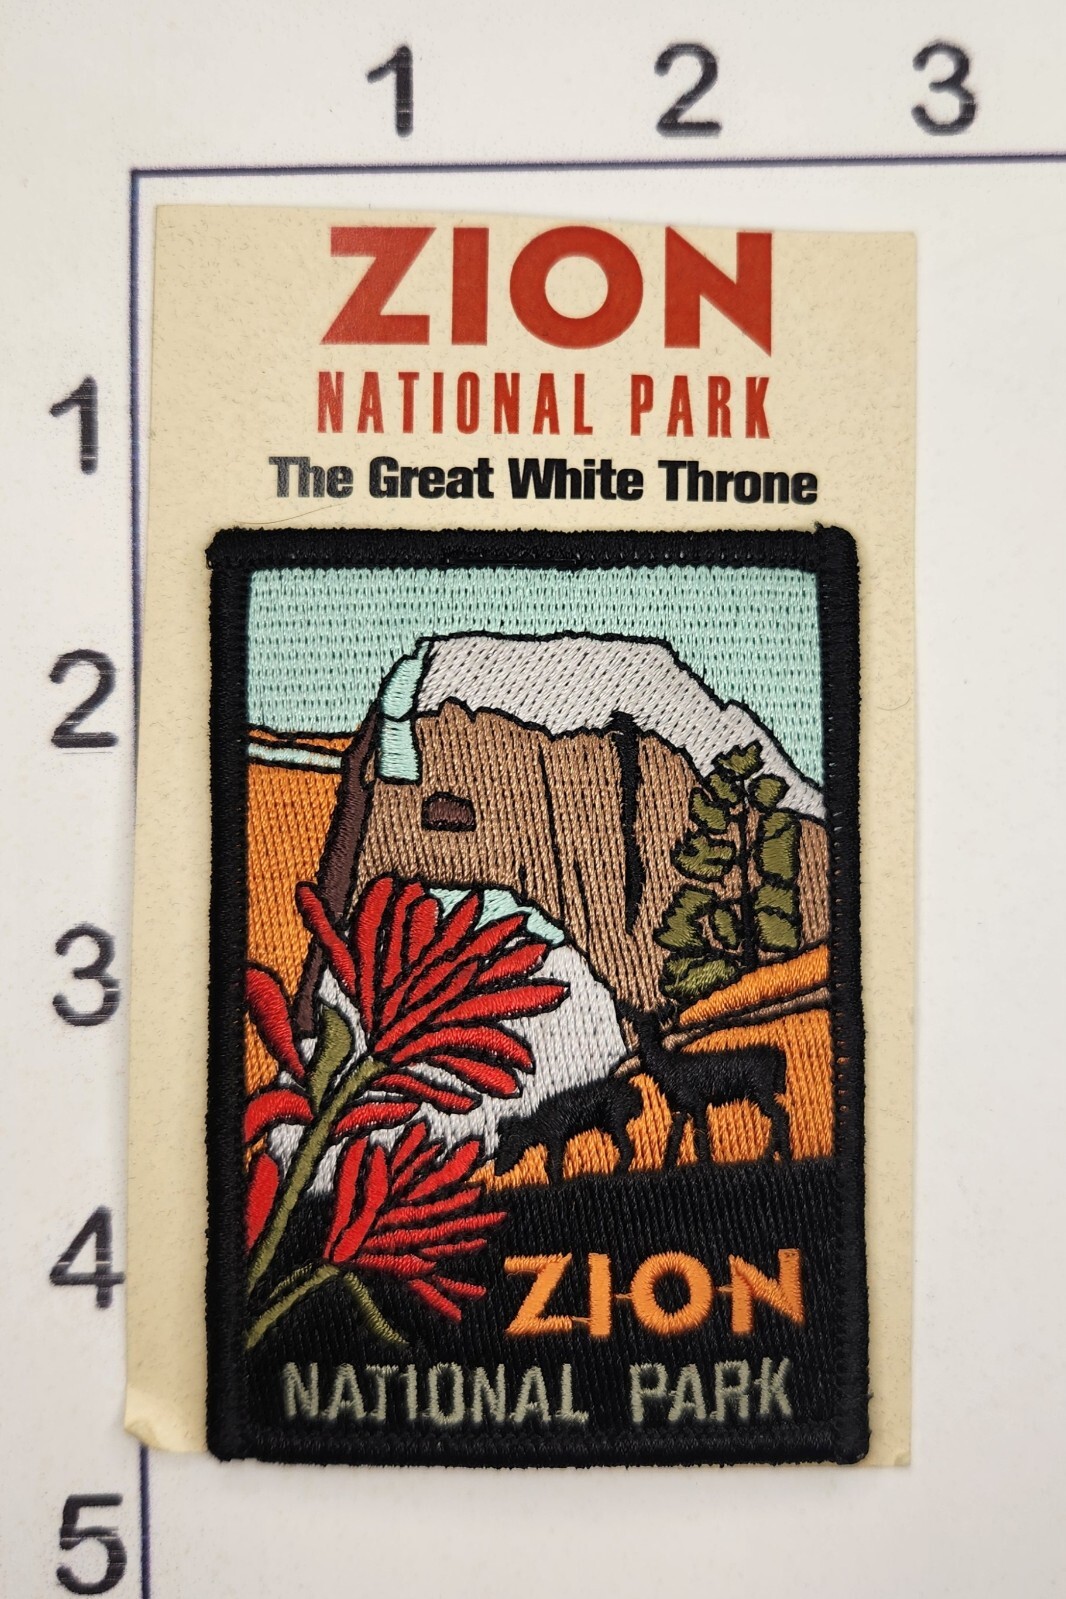 1 2 3
ZION
NATIONAL PARK
The Great White Throne
1
2
3
4
5
ZION
NATIONAL PARK